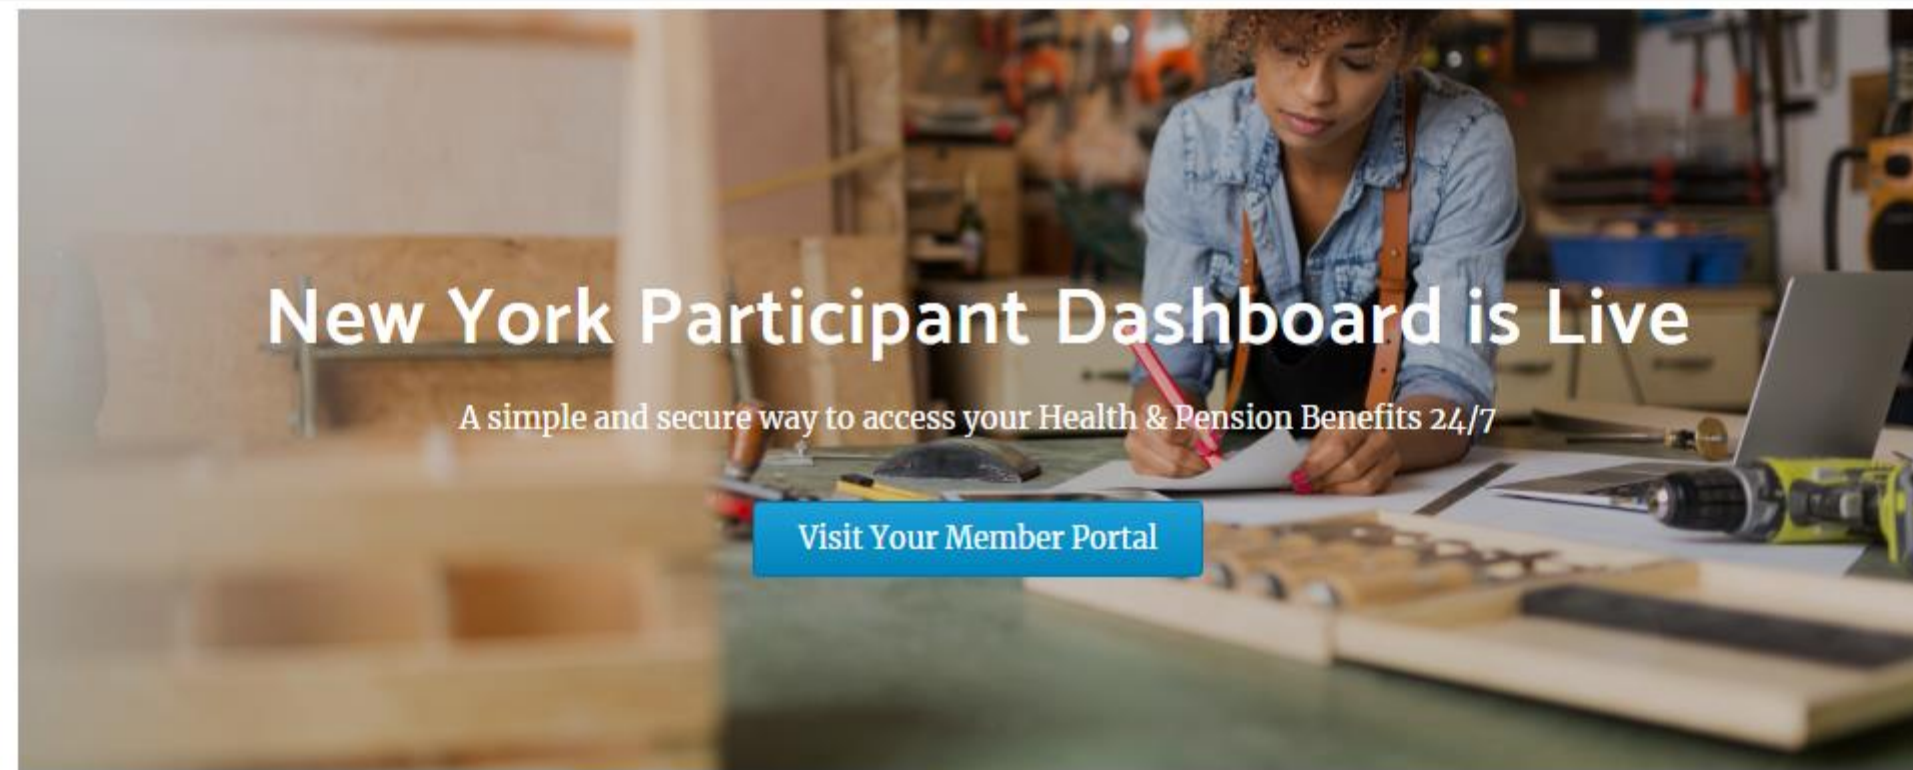 New York Participant Dashboard is Live
A simple and secure way to access your Health & Pension Benefits 24/7
Visit Your Member Portal